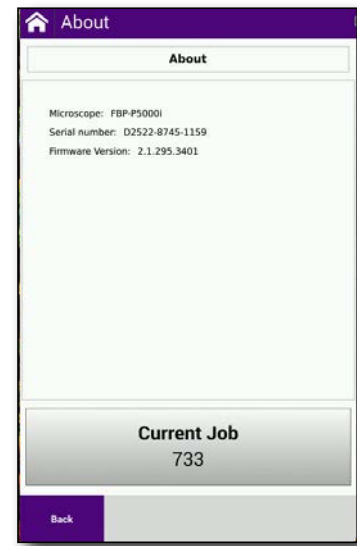 About
About
Microscope: FBP-P5000i
Serial number: D2522-8745-1159
Firmware Version: 2.1.295.3401
Current Job
733
Back